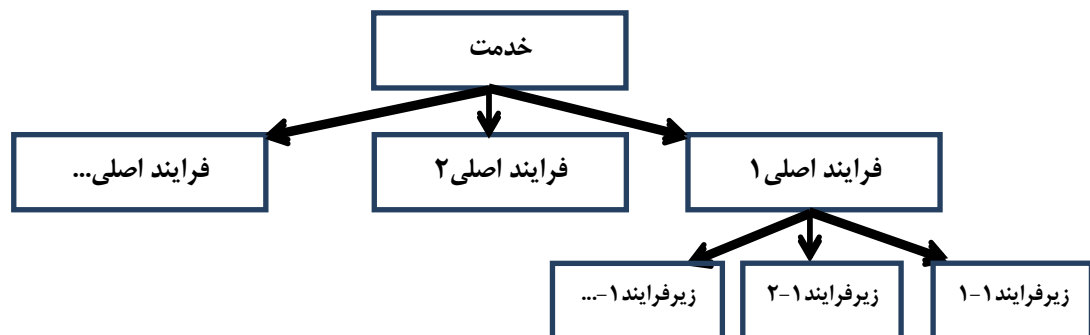 خدمت
فرایند اصلی۱
فرایند اصلی۲
فرایند اصلی...
زیرفرایند۱-۱
زیرفرایند۱-۲
زیرفرایند۱-...